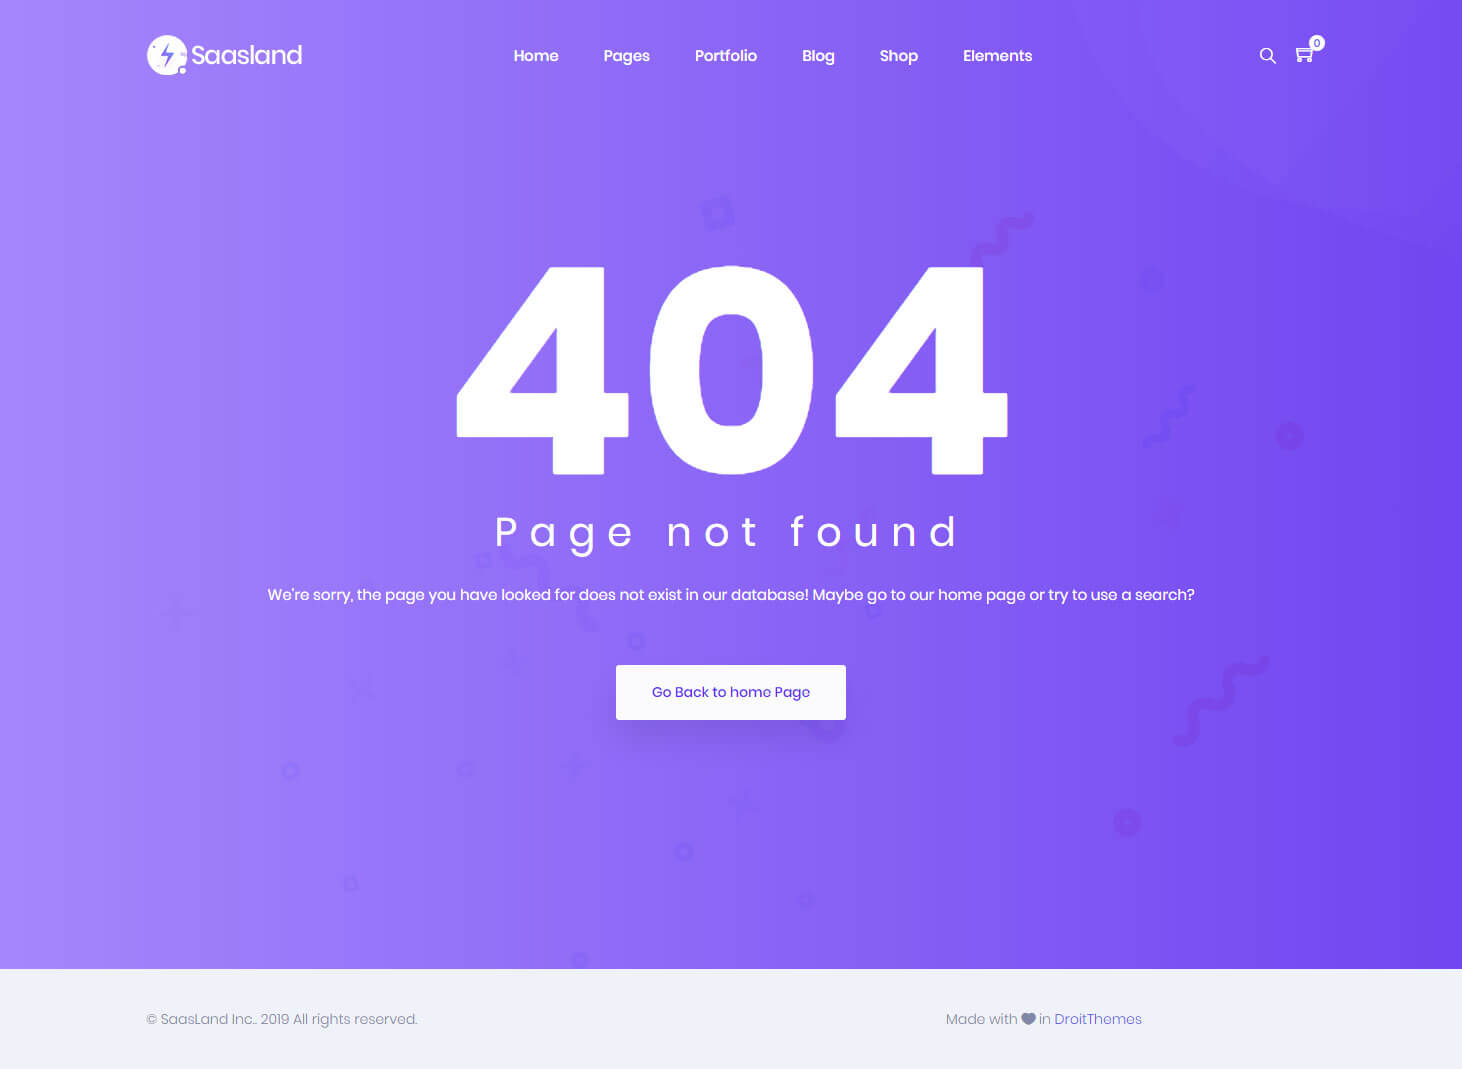 Saasland
Home Pages Portfolio Blog Shop Elements
0
404
Page not found
We're sorry, the page you have looked for does not exist in our database! Maybe go to our home page or try to use a search?
Go Back to home Page
© SaasLand Inc.. 2019 All rights reserved.
Made with in DroitThemes